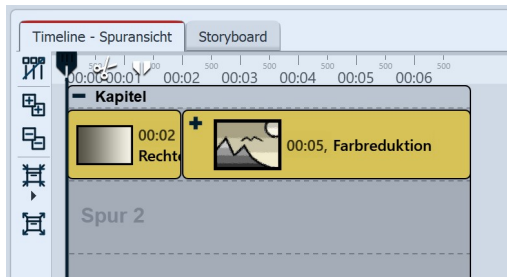 Timeline - Spuransicht
Storyboard
500 500 500 500 500 500
00:00 00:01 00:02 00:03 00:04 00:05 00:06
Kapitel
00:02
00:05, Farbreduktion
Spur 2